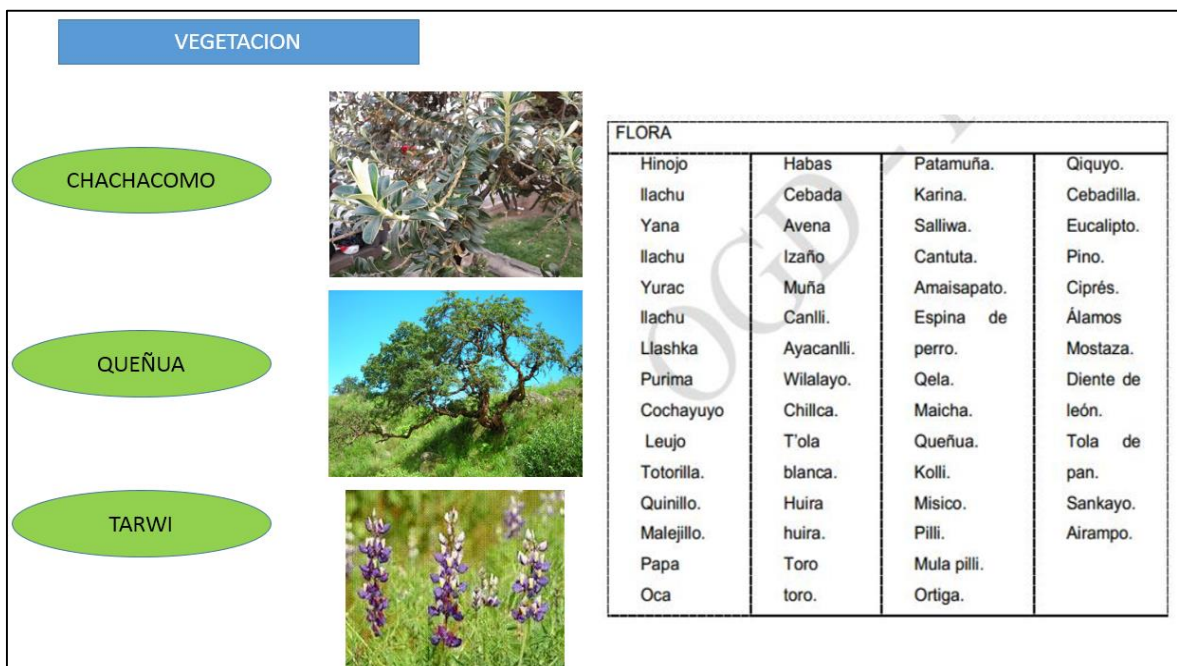 VEGETACION
CHACHACOMO
QUEÑUA
TARWI
FLORA
Hinojo
llachu
Yana
llachu
Yurac
llachu
Llashka
Purima
Cochayuyo
Leujo
Totorilla.
Quinillo.
Malejillo.
Papa
Oca
Habas
Cebada
Avena
Izaño
Muña
Canlli.
Ayacanlli.
Wilalayo.
Chillca.
T'ola
blanca.
Huira
huira.
Toro
toro.
Patamuña.
Karina.
Salliwa.
Cantuta.
Amaisapato.
Espina de
perro.
Qela.
Maicha.
Queñua.
Kolli.
Misico.
Pilli.
Mula pilli.
Ortiga.
Qiquyo.
Cebadilla.
Eucalipto.
Pino.
Ciprés.
Álamos
Mostaza.
Diente de
león.
Tola de
pan.
Sankayo.
Airampo.
OGD -